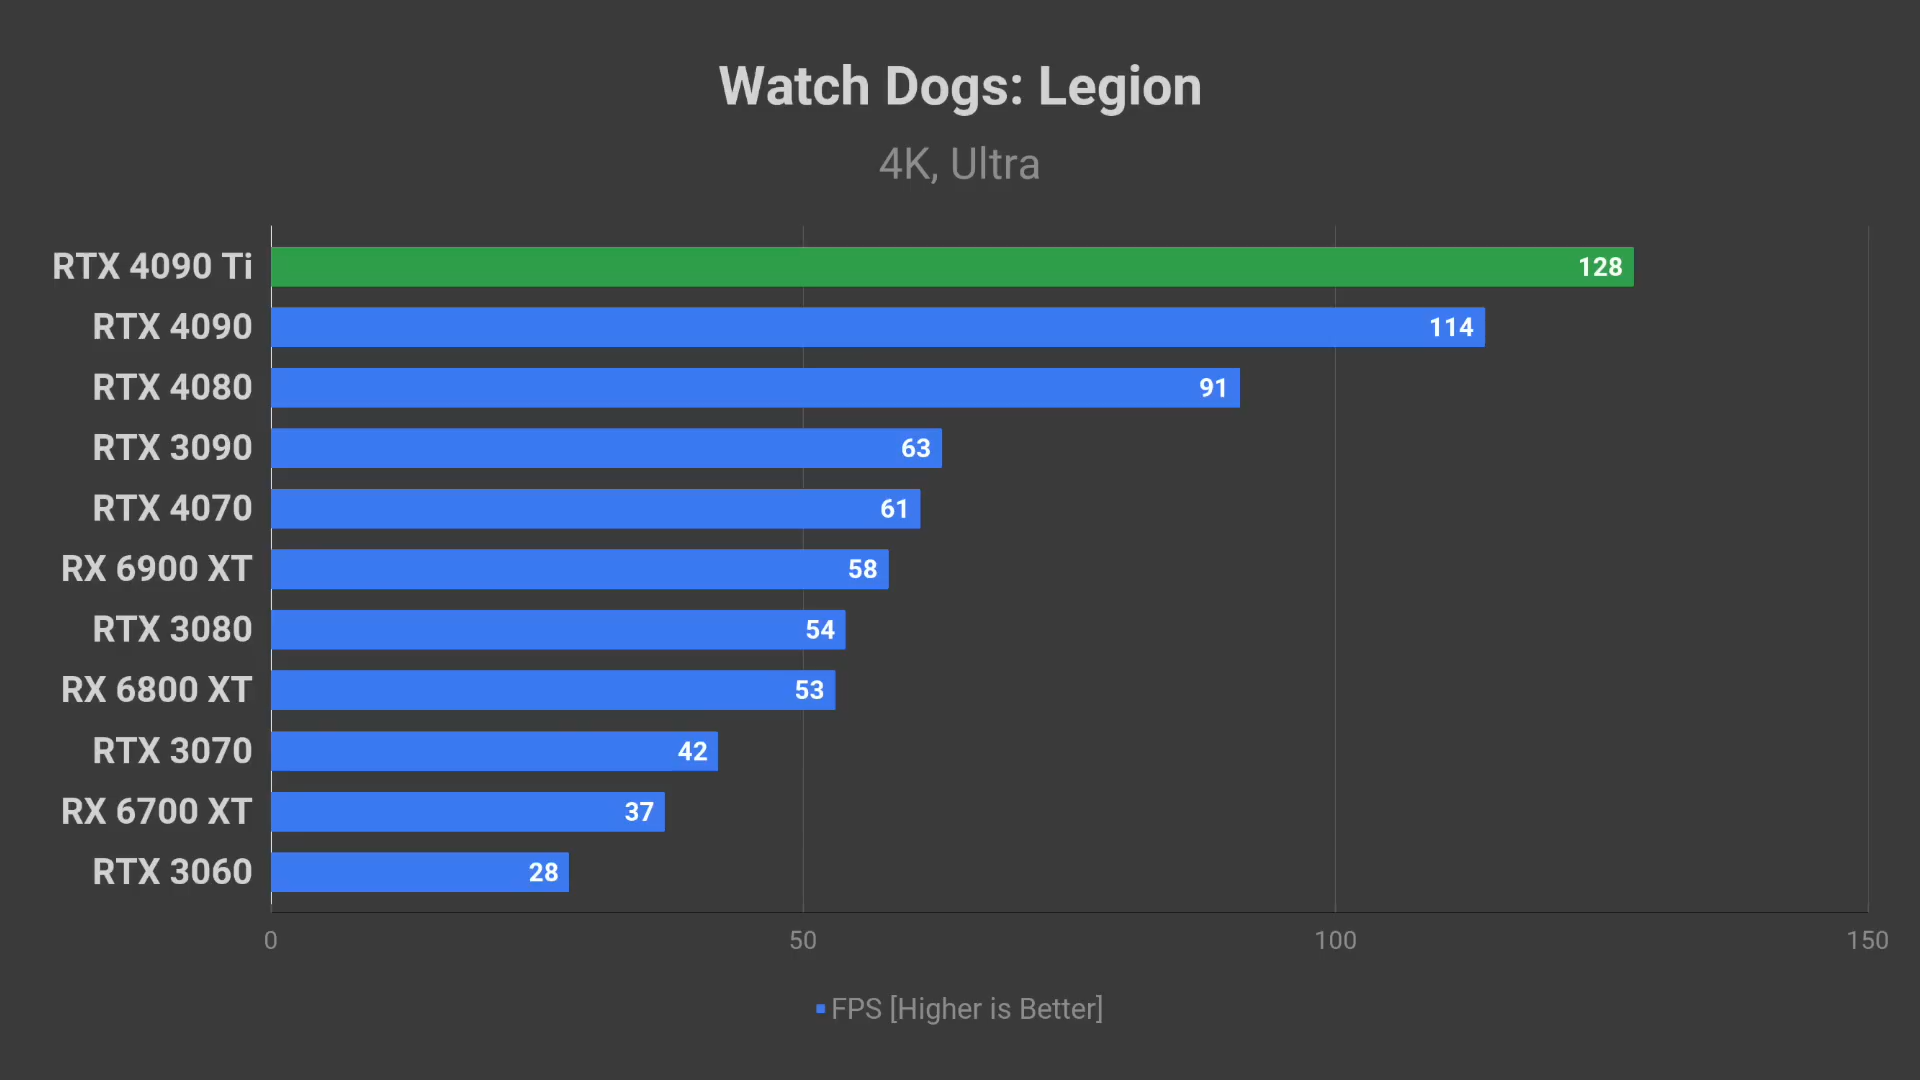 Watch Dogs: Legion
4K, Ultra
RTX 4090 Ti 128
RTX 4090 114
RTX 4080 91
RTX 3090 63
RTX 4070 61
RX 6900 XT 58
RTX 3080 54
RX 6800 XT 53
RTX 3070 42
RX 6700 XT 37
RTX 3060 28
0 50 100 150
FPS [Higher is Better]